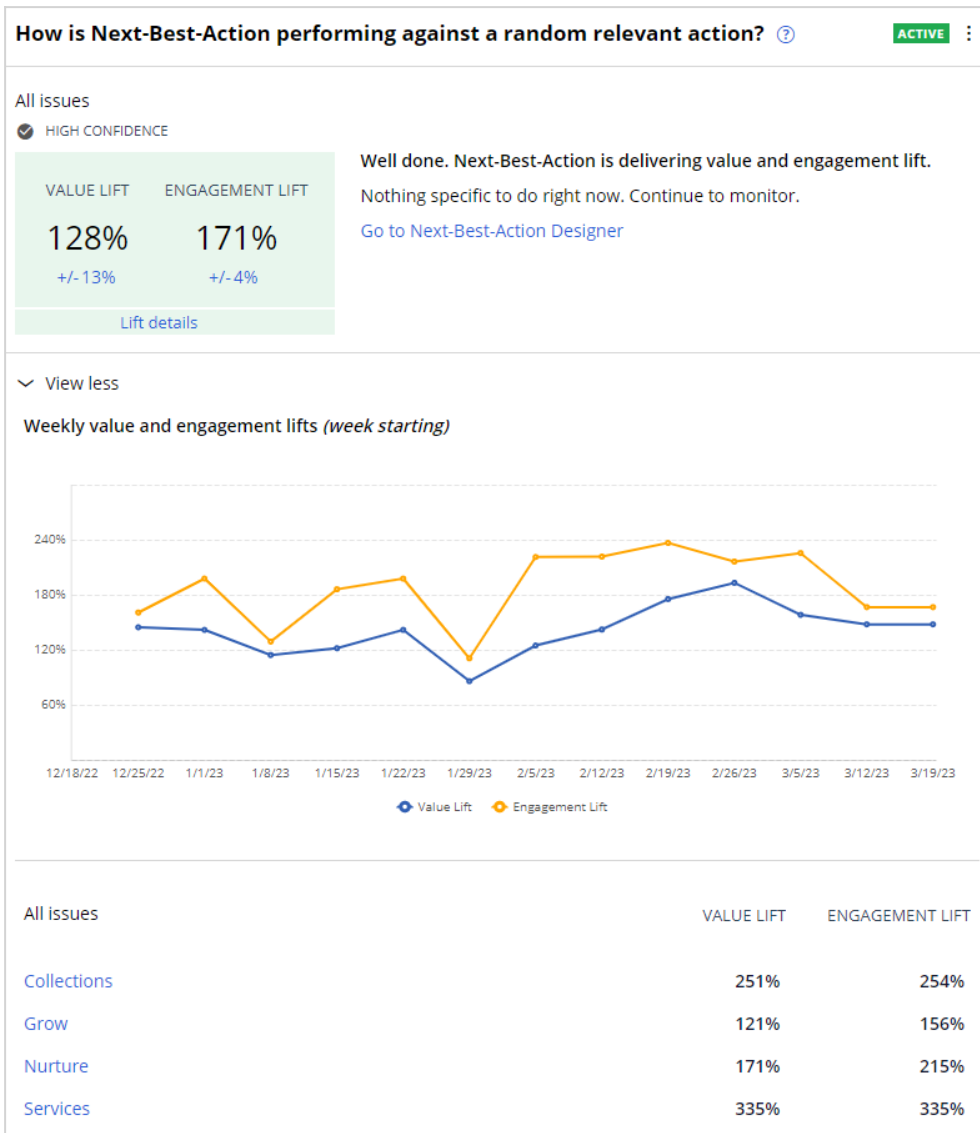 How is Next-Best-Action performing against a random relevant action? ? ACTIVE
All issues
HIGH CONFIDENCE
VALUE LIFT ENGAGEMENT LIFT
128% 171%
+/-13% +/-4%
Lift details
Well done. Next-Best-Action is delivering value and engagement lift.
Nothing specific to do right now. Continue to monitor.
Go to Next-Best-Action Designer
View less
Weekly value and engagement lifts (week starting)
240%
180%
120%
60%
12/18/22 12/25/22 1/1/23 1/8/23 1/15/23 1/22/23 1/29/23 2/5/23 2/12/23 2/19/23 2/26/23 3/5/23 3/12/23 3/19/23
Value Lift Engagement Lift
All issues VALUE LIFT ENGAGEMENT LIFT
Collections 251% 254%
Grow 121% 156%
Nurture 171% 215%
Services 335% 335%